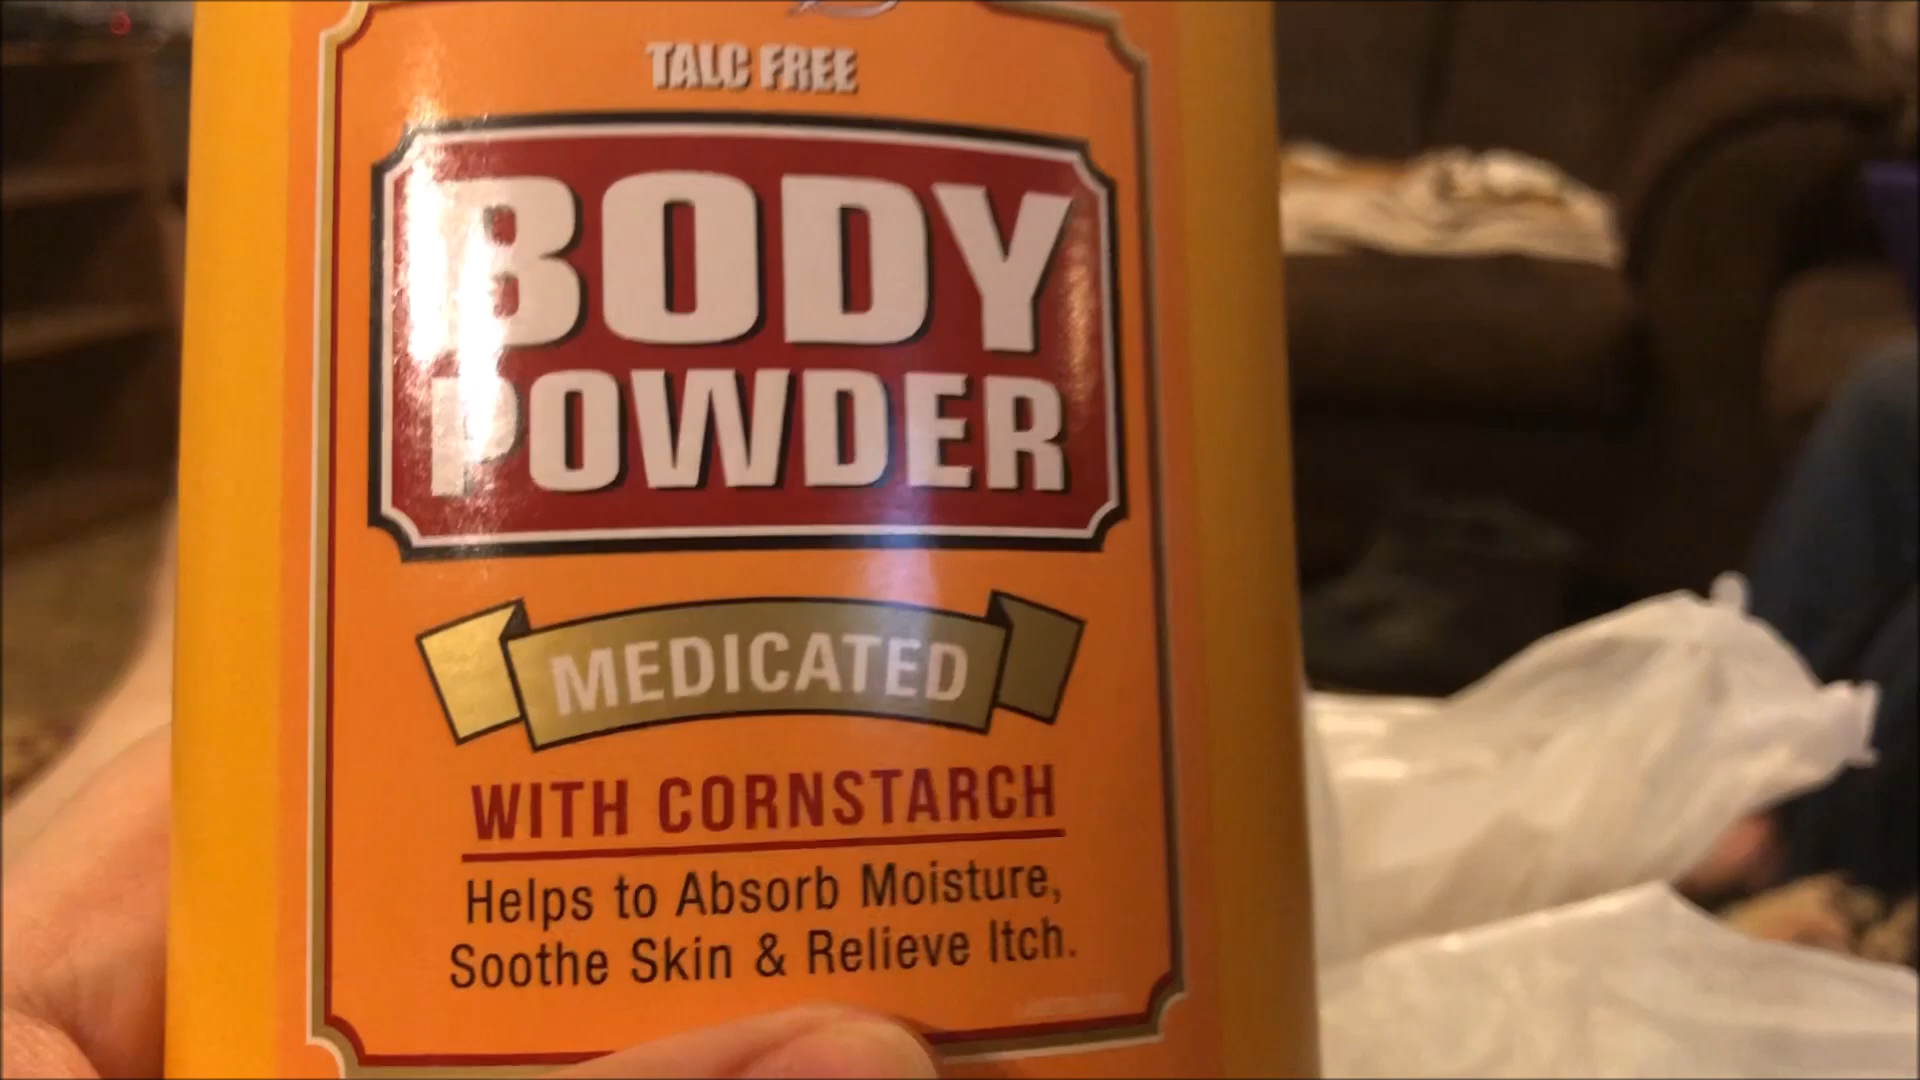 TALC FREE
BODY
POWDER
MEDICATED
WITH CORNSTARCH
Helps to Absorb Moisture,
Soothe Skin & Relieve Itch.